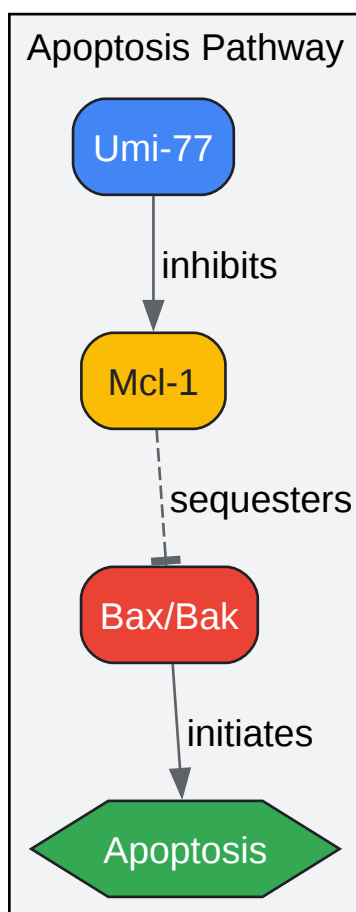 Apoptosis Pathway
Umi-77
inhibits
Mcl-1
sequesters
Bax/Bak
initiates
Apoptosis